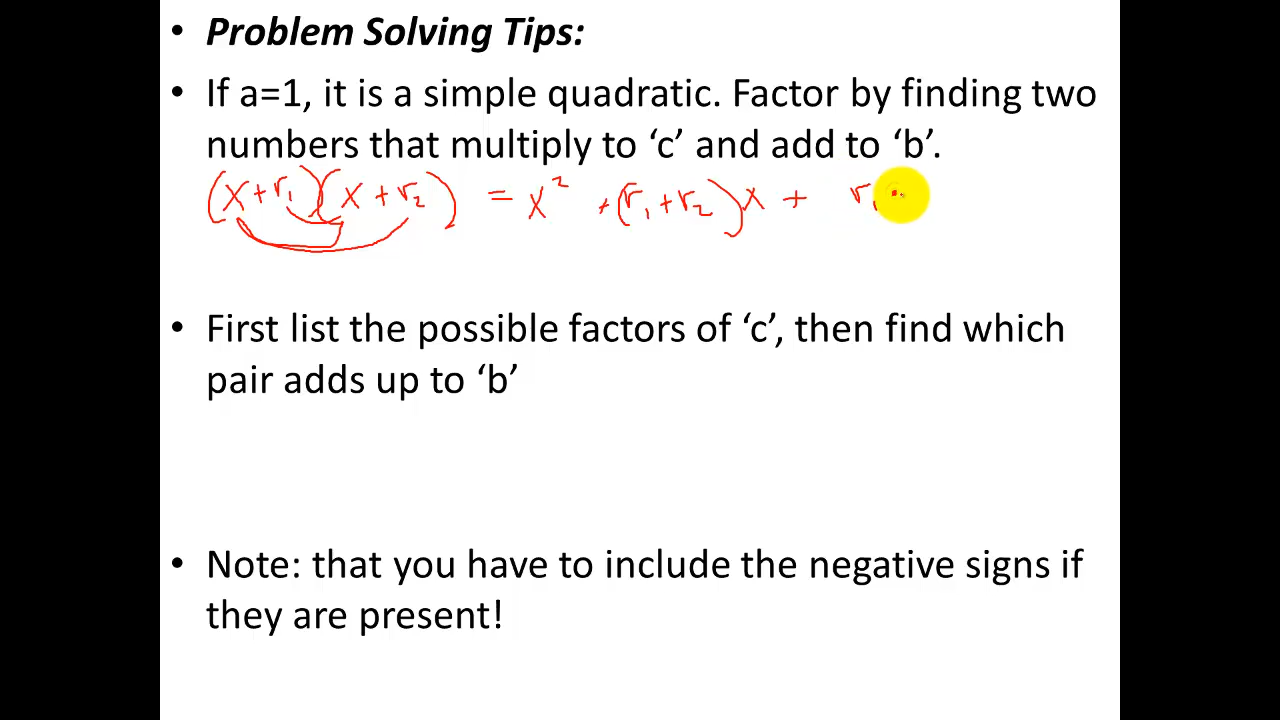 • Problem Solving Tips:
• If a=1, it is a simple quadratic. Factor by finding two
numbers that multiply to ‘c’ and add to ‘b’.
(x+r₁)(x+r₂) = x² +(r₁+r₂)x + r₁ •
• First list the possible factors of ‘c’, then find which
pair adds up to ‘b’
• Note: that you have to include the negative signs if
they are present!